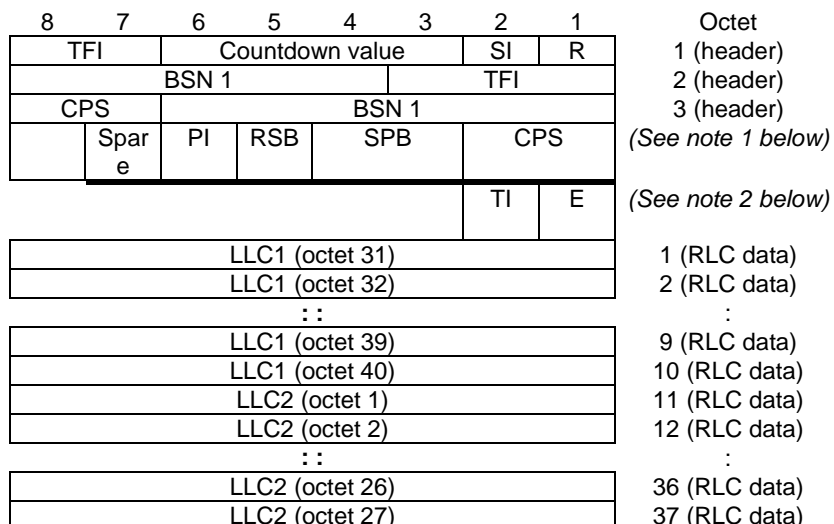 8 7 6 5 4 3 2 1 Octet
TFI Countdown value SI R 1 (header)
BSN 1 TFI 2 (header)
CPS BSN 1 3 (header)
Spar PI RSB SPB CPS (See note 1 below)
e
TI E (See note 2 below)
LLC1 (octet 31) 1 (RLC data)
LLC1 (octet 32) 2 (RLC data)
: : :
LLC1 (octet 39) 9 (RLC data)
LLC1 (octet 40) 10 (RLC data)
LLC2 (octet 1) 11 (RLC data)
LLC2 (octet 2) 12 (RLC data)
: : :
LLC2 (octet 26) 36 (RLC data)
LLC2 (octet 27) 37 (RLC data)